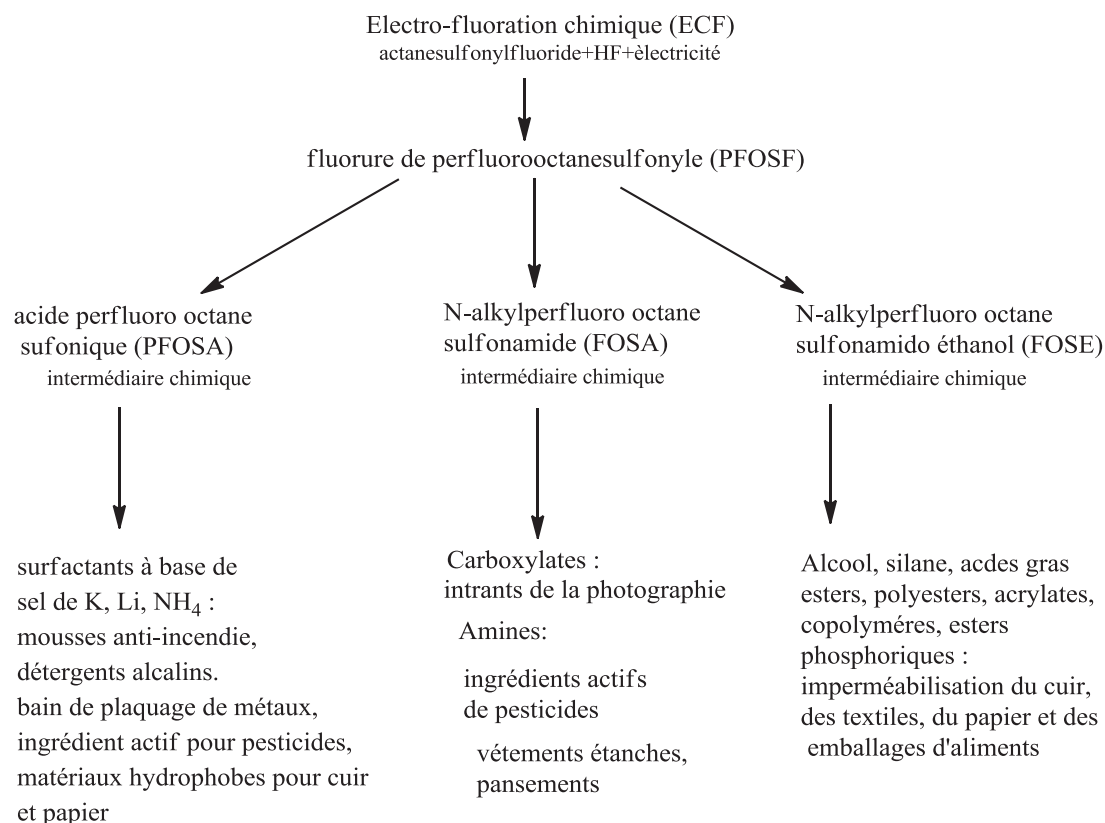 Electro-fluoration chimique (ECF)
actanesulfonylfluoride+HF+èlectricité
fluorure de perfluorooctanesulfonyle (PFOSF)
acide perfluoro octane
sufonique (PFOSA)
intermédiaire chimique
N-alkylperfluoro octane
sulfonamide (FOSA)
intermédiaire chimique
N-alkylperfluoro octane
sulfonamido éthanol (FOSE)
intermédiaire chimique
surfactants à base de
sel de K, Li, NH4 :
mousses anti-incendie,
détergents alcalins.
bain de plaquage de métaux,
ingrédient actif pour pesticides,
matériaux hydrophobes pour cuir
et papier
Carboxylates :
intrants de la photographie
Amines:
ingrédients actifs
de pesticides
vétements étanches,
pansements
Alcool, silane, acdes gras
esters, polyesters, acrylates,
copolyméres, esters
phosphoriques :
imperméabilisation du cuir,
des textiles, du papier et des
emballages d'aliments